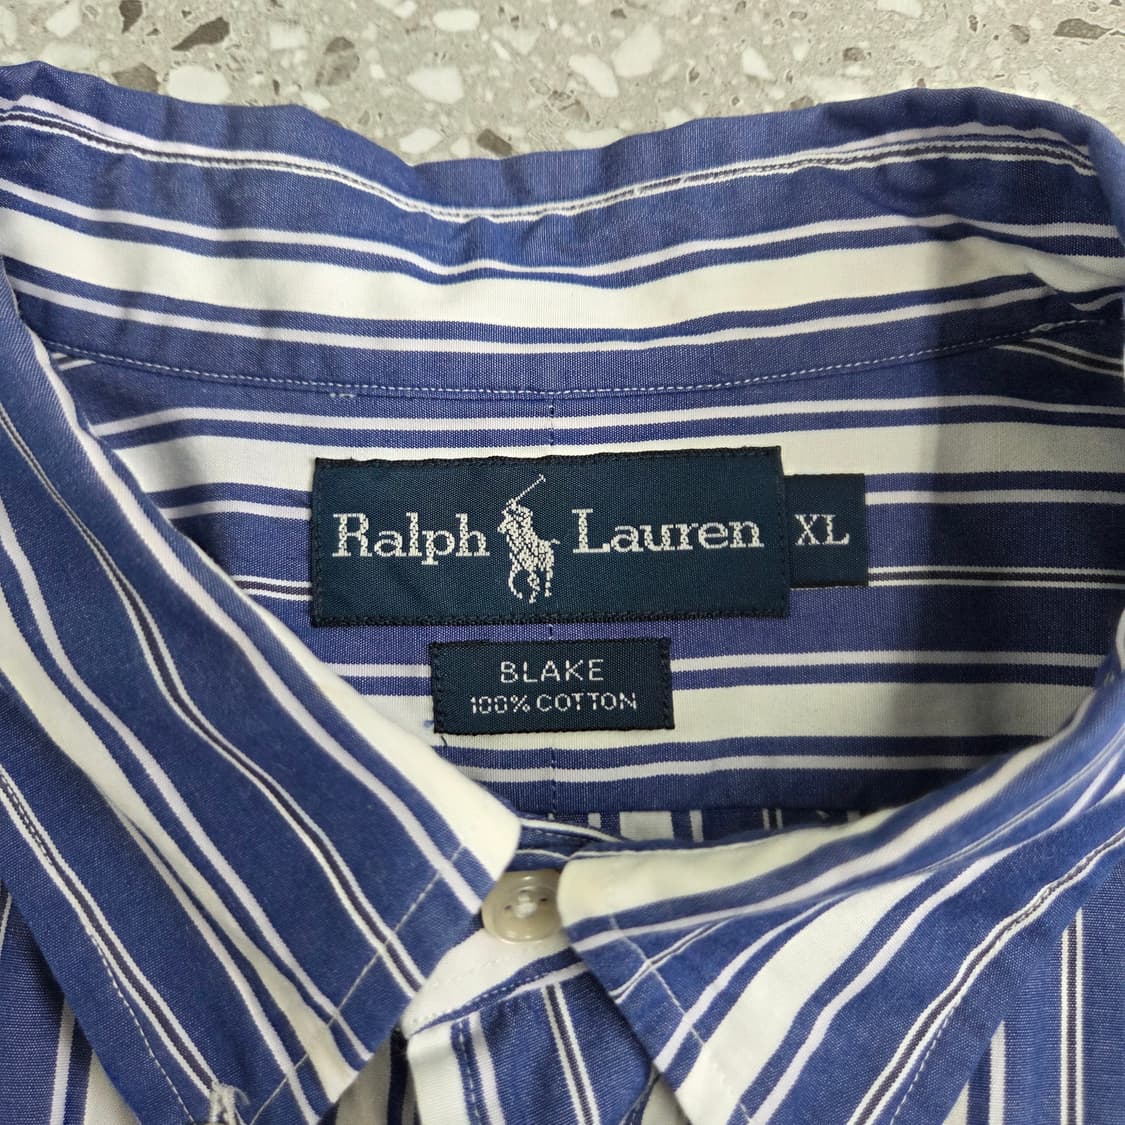 Ralph Lauren
XL
BLAKE
100% COTTON